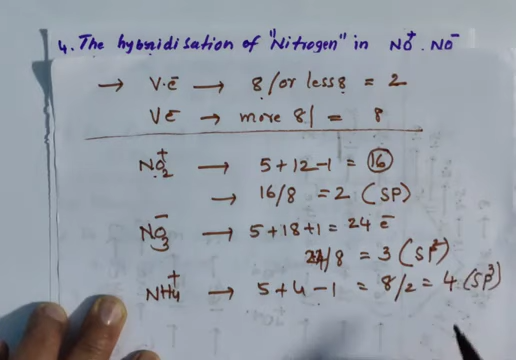 4. The hybridisation of "Nitrogen" in NO⁺ . NO⁻
→ V.e̅ → 8/or less 8 = 2
Ve̅ → more 8/ = 8
NO₂⁺ → 5+12-1 = 16
→ 16/8 = 2 (SP)
NO₃⁻ → 5+18+1 = 24 e̅
24/8 = 3 (SP²)
NH₄⁺ → 5+4-1 = 8/2 = 4 (SP³)